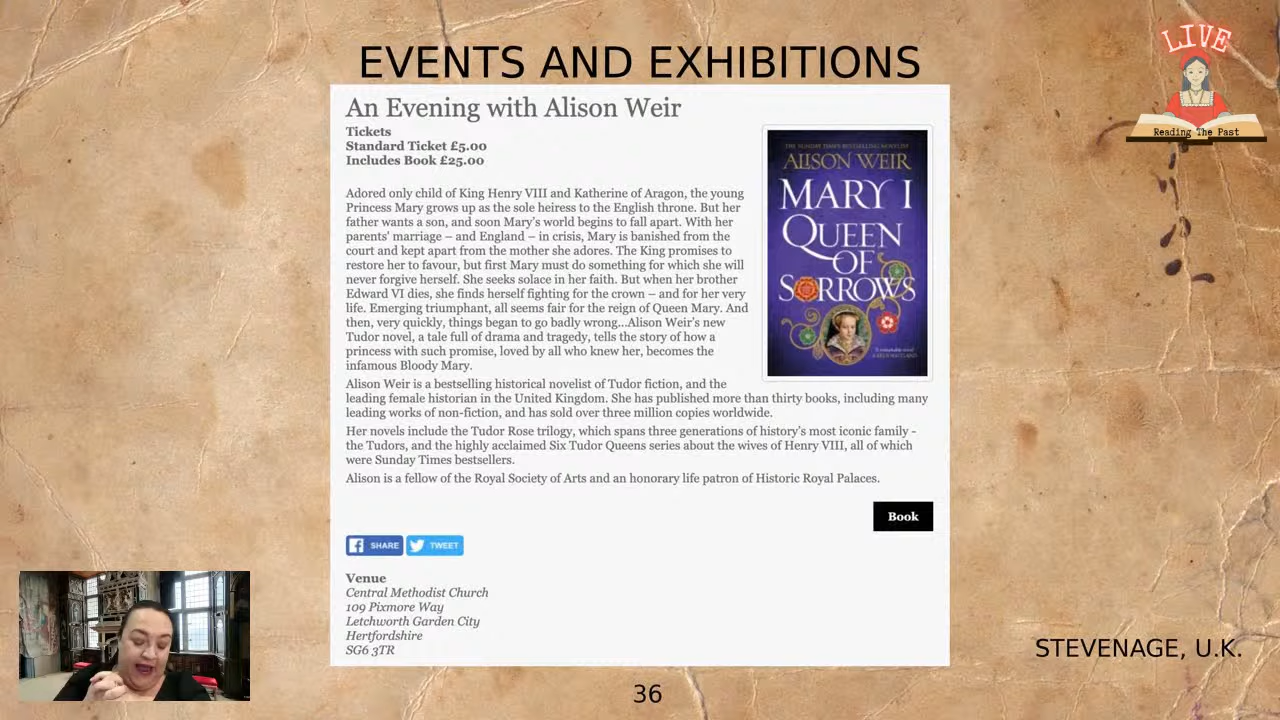 EVENTS AND EXHIBITIONS
LIVE
Reading The Past
An Evening with Alison Weir
Tickets
Standard Ticket £5.00
Includes Book £25.00
Adored only child of King Henry VIII and Katherine of Aragon, the young
Princess Mary grows up as the sole heiress to the English throne. But her
father wants a son, and soon Mary's world begins to fall apart. With her
parents' marriage – and England – in crisis, Mary is banished from the
court and kept apart from the mother she adores. The King promises to
restore her to favour, but first Mary must do something for which she will
never forgive herself. She seeks solace in her faith. But when her brother
Edward VI dies, she finds herself fighting for the crown – and for her very
life. Emerging triumphant, all seems fair for the reign of Queen Mary. And
then, very quickly, things began to go badly wrong...Alison Weir's new
Tudor novel, a tale full of drama and tragedy, tells the story of how a
princess with such promise, loved by all who knew her, becomes the
infamous Bloody Mary.
THE SUNDAY TIMES BESTSELLING NOVELIST
ALISON WEIR
MARY I
QUEEN
OF
SORROWS
Alison Weir is a bestselling historical novelist of Tudor fiction, and the
leading female historian in the United Kingdom. She has published more than thirty books, including many
leading works of non-fiction, and has sold over three million copies worldwide.
Her novels include the Tudor Rose trilogy, which spans three generations of history's most iconic family -
the Tudors, and the highly acclaimed Six Tudor Queens series about the wives of Henry VIII, all of which
were Sunday Times bestsellers.
Alison is a fellow of the Royal Society of Arts and an honorary life patron of Historic Royal Palaces.
Book
SHARE
TWEET
Venue
Central Methodist Church
109 Pixmore Way
Letchworth Garden City
Hertfordshire
SG6 3TR
STEVENAGE, U.K.
36